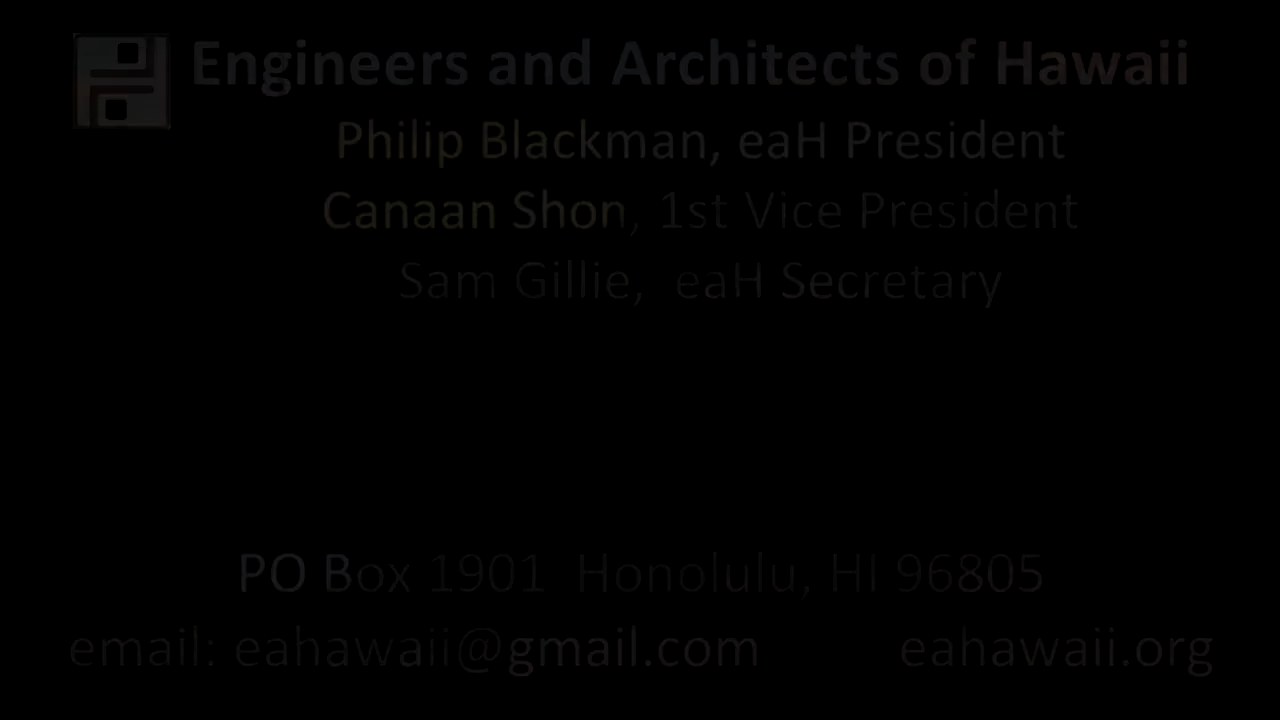 Engineers and Architects of Hawaii
Philip Blackman, eaH President
Canaan Shon, 1st Vice President
Sam Gillie, eaH Secretary
PO Box 1901 Honolulu, HI 96805
email: eahawaii@gmail.com eahawaii.org